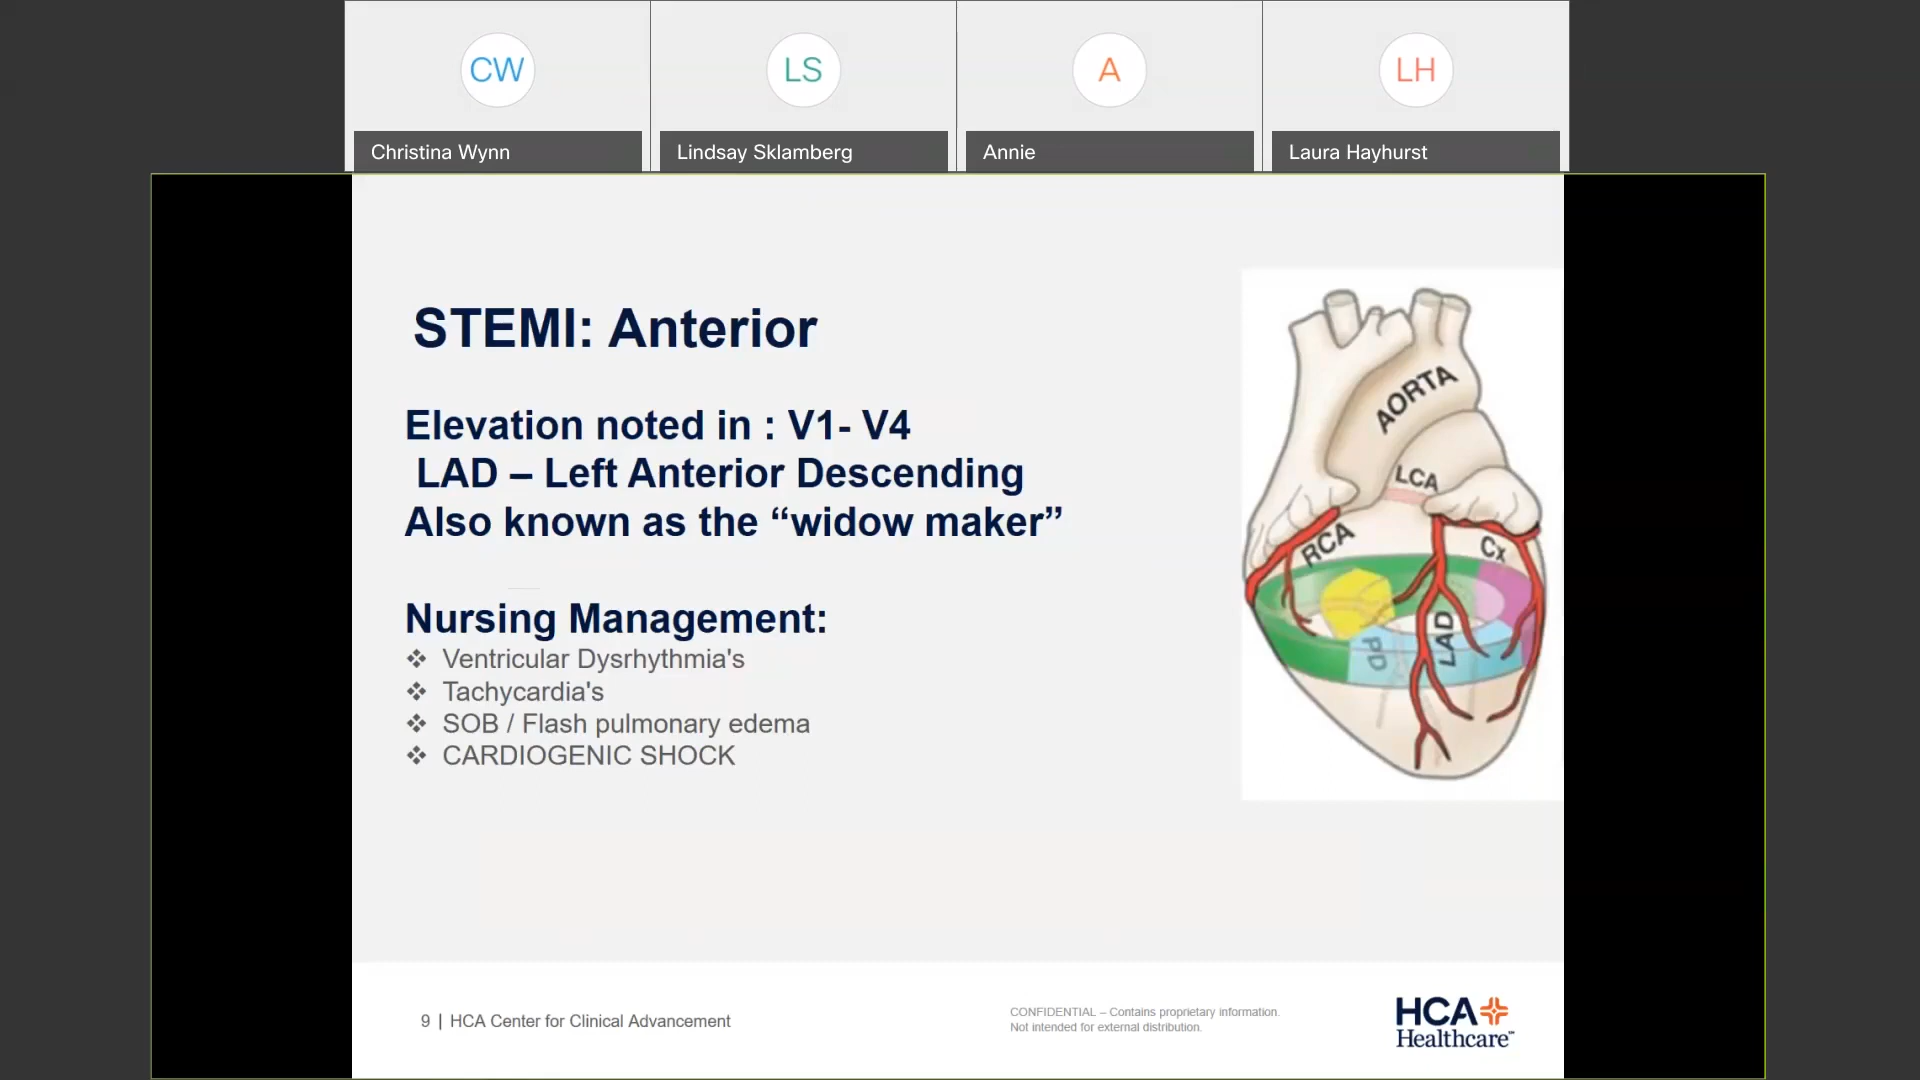 CW
LS
A
LH
Christina Wynn
Lindsay Sklamberg
Annie
Laura Hayhurst
STEMI: Anterior
Elevation noted in : V1- V4
LAD – Left Anterior Descending
Also known as the “widow maker”
Nursing Management:
❖ Ventricular Dysrhythmia's
❖ Tachycardia's
❖ SOB / Flash pulmonary edema
❖ CARDIOGENIC SHOCK
AORTA
LCA
RCA
Cx
LAD
PD
9 | HCA Center for Clinical Advancement
CONFIDENTIAL – Contains proprietary information.
Not intended for external distribution.
HCA
Healthcare™